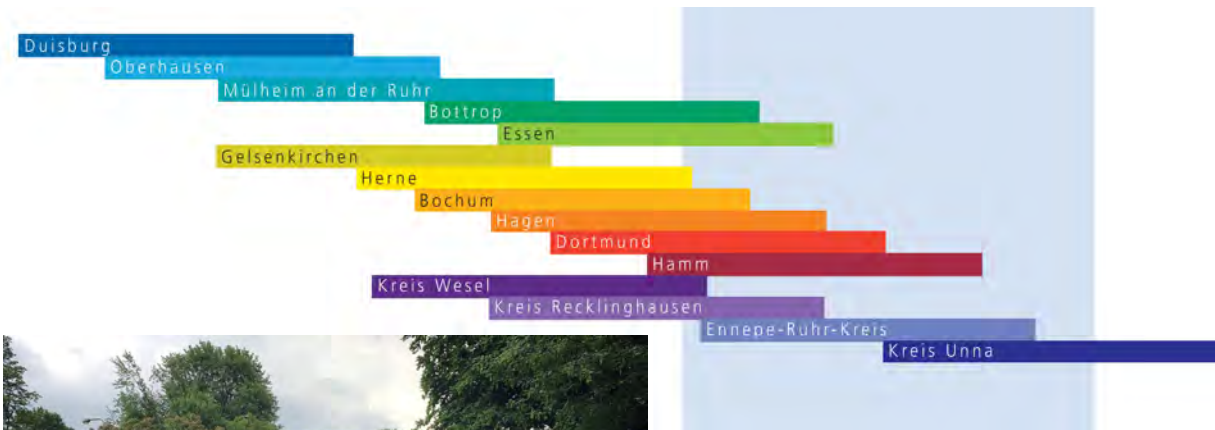 Duisburg
Oberhausen
Mülheim an der Ruhr
Bottrop
Essen
Gelsenkirchen
Herne
Bochum
Hagen
Dortmund
Hamm
Kreis Wesel
Kreis Recklinghausen
Ennepe-Ruhr-Kreis
Kreis Unna